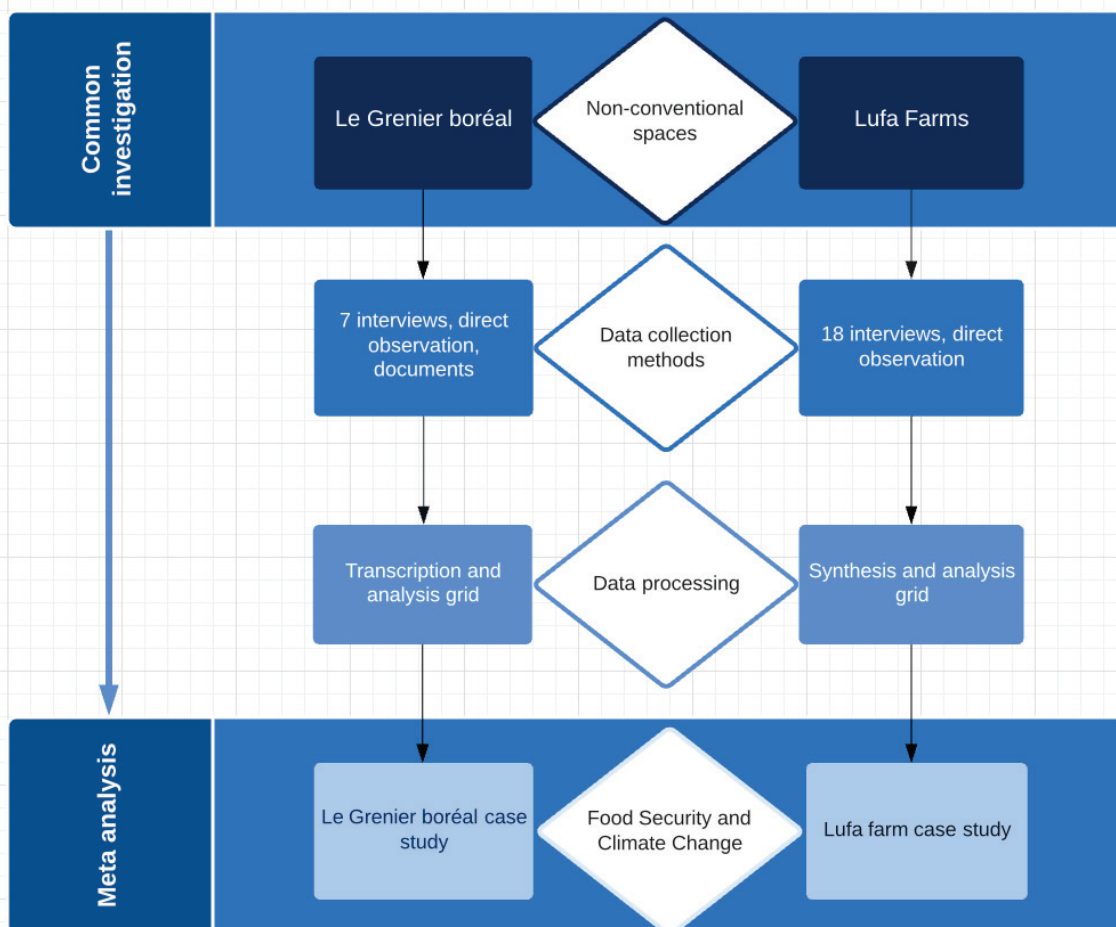 Common
investigation
Le Grenier boréal
Non-conventional
spaces
Lufa Farms
7 interviews, direct
observation,
documents
Data collection
methods
18 interviews, direct
observation
Transcription and
analysis grid
Data processing
Synthesis and analysis
grid
Meta analysis
Le Grenier boréal case
study
Food Security and
Climate Change
Lufa farm case study